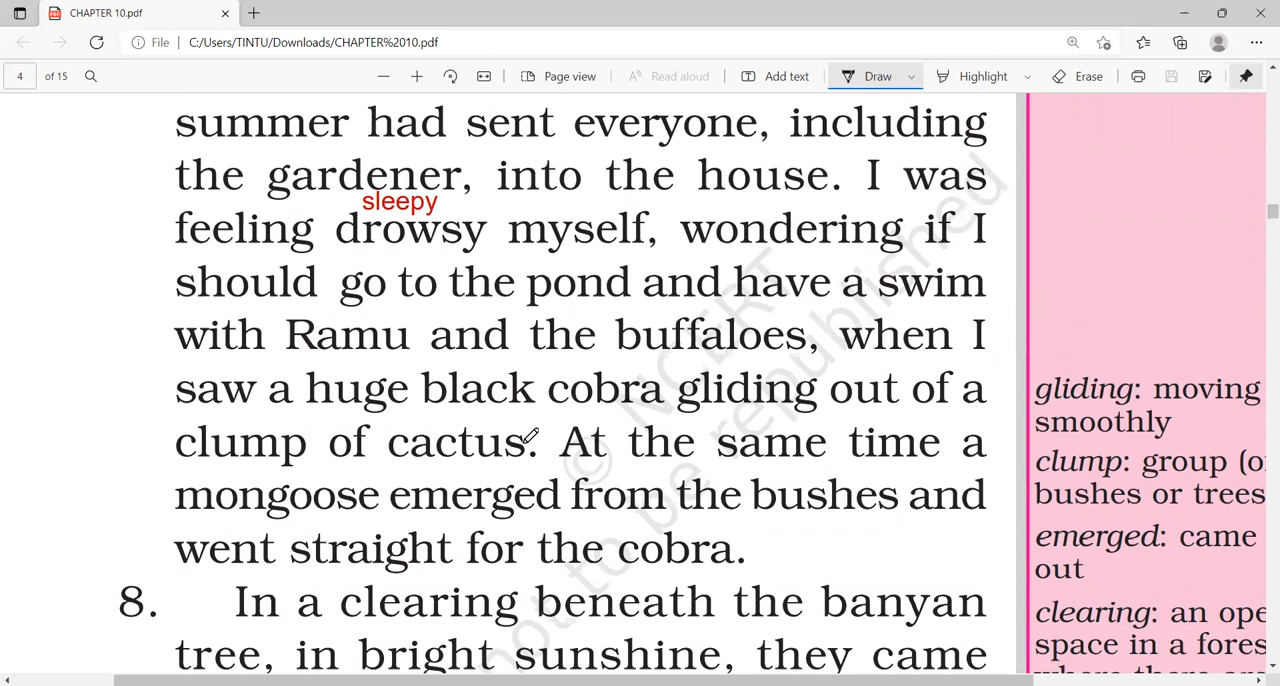 CHAPTER 10.pdf
File
C:/Users/TINTU/Downloads/CHAPTER%2010.pdf
4 of 15
Page view
Read aloud
Add text
Draw
Highlight
Erase
summer had sent everyone, including
the gardener, into the house. I was
sleepy
feeling drowsy myself, wondering if I
should go to the pond and have a swim
with Ramu and the buffaloes, when I
saw a huge black cobra gliding out of a
clump of cactus. At the same time a
mongoose emerged from the bushes and
went straight for the cobra.
8. In a clearing beneath the banyan
tree, in bright sunshine, they came
gliding: moving
smoothly
clump: group (o
bushes or trees
emerged: came
out
clearing: an ope
space in a fores
© NCERT
not to be republished